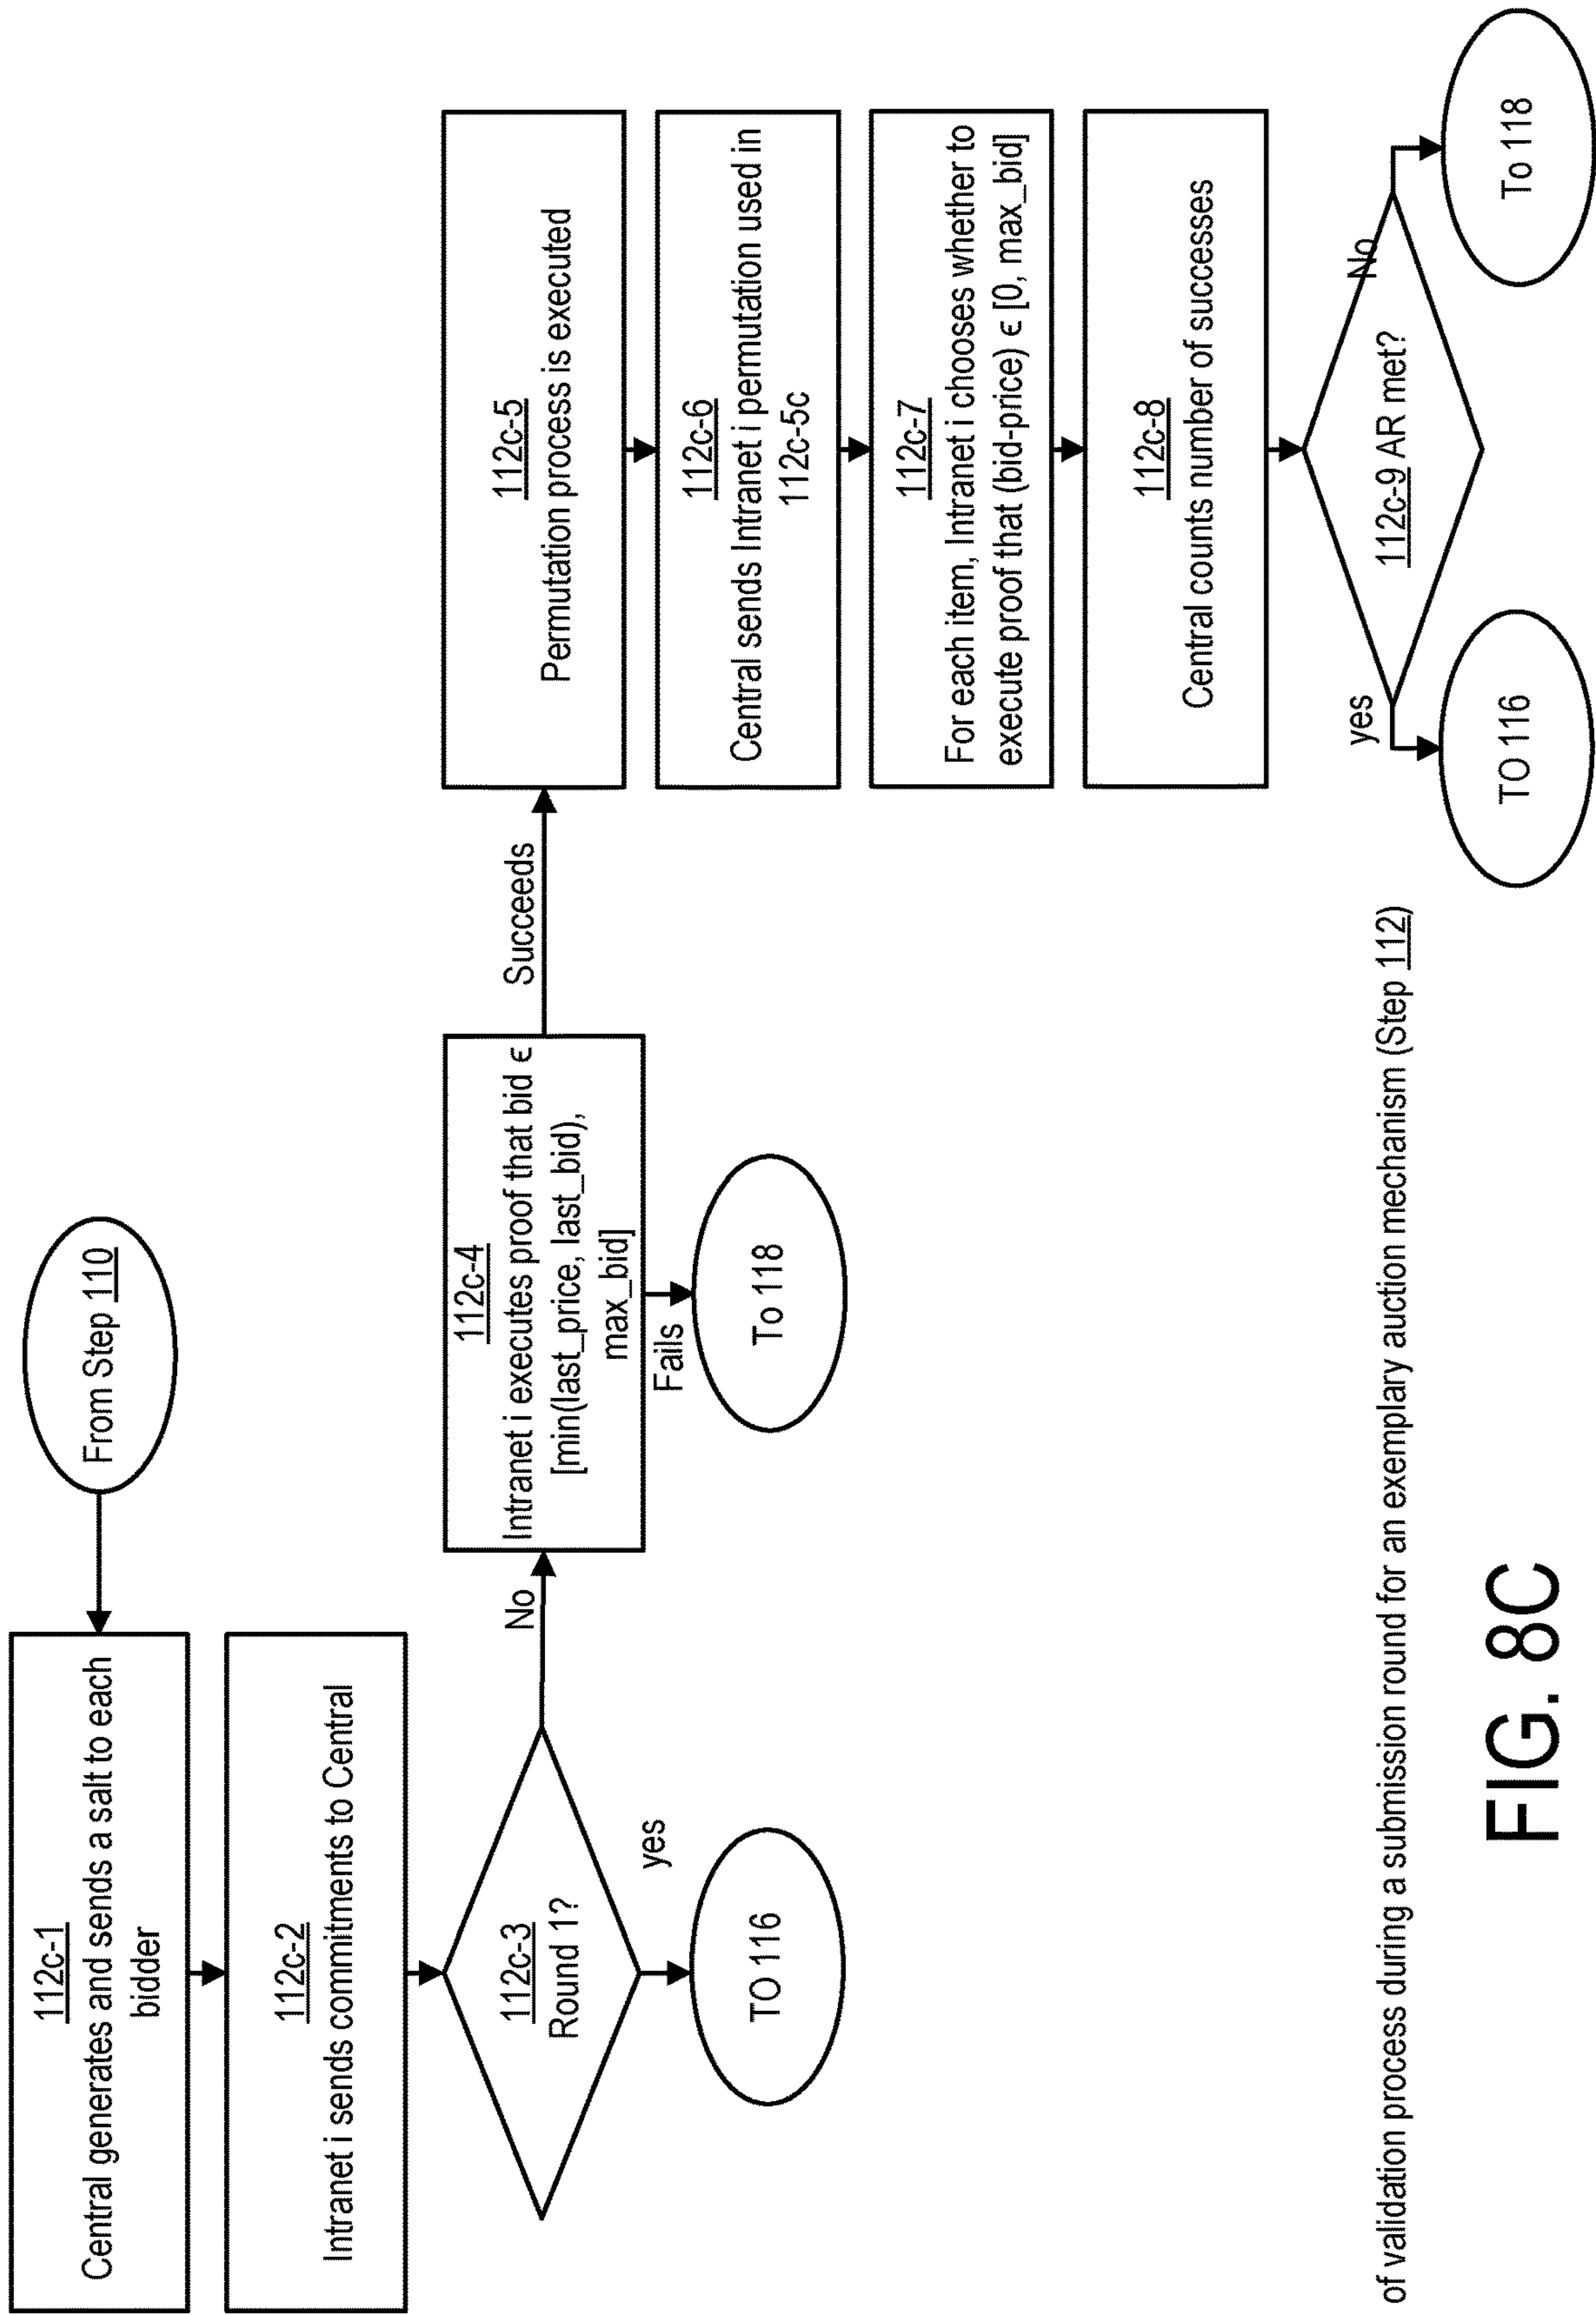 From Step 110
112c-1
Central generates and sends a salt to each
bidder
112c-2
Intranet i sends commitments to Central
112c-3
Round 1?
yes
TO 116
No
112c-4
Intranet i executes proof that bid ϵ
[min(last_price, last_bid),
max_bid]
Fails
To 118
Succeeds
112c-5
Permutation process is executed
112c-6
Central sends Intranet i permutation used in
112c-5c
112c-7
For each item, Intranet i chooses whether to
execute proof that (bid-price) ϵ [0, max_bid]
112c-8
Central counts number of successes
112c-9 AR met?
yes
No
TO 116
To 118
of validation process during a submission round for an exemplary auction mechanism (Step 112)
FIG. 8C